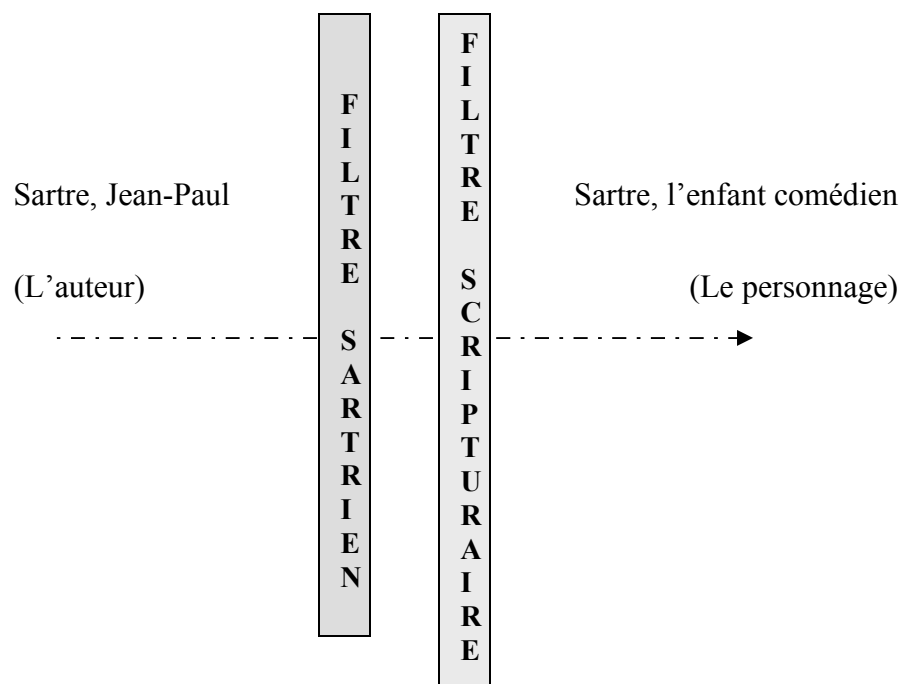 Sartre, Jean-Paul
(L’auteur)
FILTRE SARTRIEN
FILTRE SCRIPTURAIRE
Sartre, l’enfant comédien
(Le personnage)